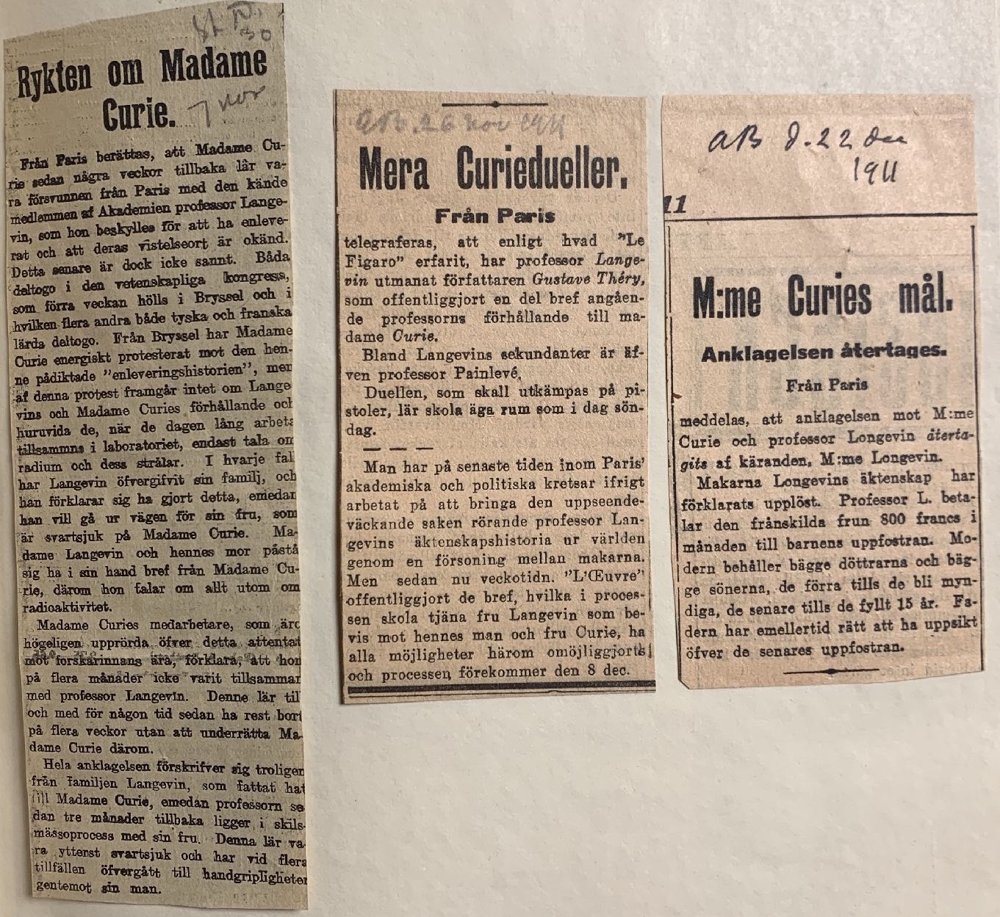 Rykten om Madame
Curie.
7 nov
Från Paris berättas, att Madame Cu-
rie sedan några veckor tillbaka lär va-
ra försvunnen från Paris med den kände
medlemmen af Akademien professor Lange-
vin, som hon beskylles för att ha enleve-
rat och att deras vistelseort är okänd.
Detta senare är dock icke sannt. Båda
deltogo i den vetenskapliga kongress,
som förra veckan hölls i Bryssel och i
hvilken flera andra både tyska och franska
lärda deltogo. Från Bryssel har Madame
Curie energiskt protesterat mot den hen-
ne pådiktade "enleveringshistorien", mer
af denna protest framgår intet om Lange
vins och Madame Curies förhållande och
huruvida de, när de dagen lång arbeta
tillsammns i laboratoriet, endast tala om
radium och dess strålar. I hvarje fal
har Langevin öfvergifvit sin familj, och
han förklarar sig ha gjort detta, emedan
han vill gå ur vägen för sin fru, som
är svartsjuk på Madame Curie. Ma-
dame Langevin och hennes mor påstå
sig ha i sin hand bref från Madame Cu-
rie, därom hon talar om allt utom om
radioaktivitet.
Madame Curies medarbetare, som äro
högeligen upprörda öfver detta attentat
mot forskarinnans ära, förklara, att hon
på flera månader icke varit tillsammar
med professor Langevin. Denne lär til
och med för någon tid sedan ha rest bort
på flera veckor utan att underrätta Ma-
dame Curie därom.
Hela anklagelsen förskrifver sig troligen
från familjen Langevin, som fattat hat
till Madame Curie, emedan professorn se-
dan tre månader tillbaka ligger i skils-
mässoprocess med sin fru. Denna lär va-
ra ytterst svartsjuk och har vid flera
tillfällen öfvergått till handgripligheter
gentemot sin man.
AB. 26 nov 1911
Mera Curiedueller.
Från Paris
telegraferas, att enligt hvad "Le
Figaro" erfarit, har professor Lange-
vin utmanat författaren Gustave Théry,
som offentliggjort en del bref angåen-
de professorns förhållande till ma-
dame Curie.
Bland Langevins sekundanter är äf-
ven professor Painlevé.
Duellen, som skall utkämpas på pi-
stoler, lär skola äga rum som i dag sön-
dag.
— — —
Man har på senaste tiden inom Paris'
akademiska och politiska kretsar ifrigt
arbetat på att bringa den uppseende-
väckande saken rörande professor Lan-
gevins äktenskapshistoria ur världen
genom en försoning mellan makarna.
Men sedan nu veckotidn. "L'Œuvre"
offentliggjort de bref, hvilka i proces-
sen skola tjäna fru Langevin som be-
vis mot hennes man och fru Curie, ha
alla möjligheter härom omöjliggjorts
och processen förekommer den 8 dec.
AB d. 22 dec
1911
11
M:me Curies mål.
Anklagelsen återtages.
Från Paris
meddelas, att anklagelsen mot M:me
Curie och professor Longevin återta-
gits af käranden, M:me Longevin.
Makarna Longevins äktenskap har
förklarats upplöst. Professor L. beta-
lar den frånskilda frun 800 francs i
månaden till barnens uppfostran. Mo-
dern behåller bägge döttrarna och bäg-
ge sönerna, de förra tills de bli myn-
diga, de senare tills de fyllt 15 år. Fa-
dern har emellertid rätt att ha uppsikt
öfver de senares uppfostran.